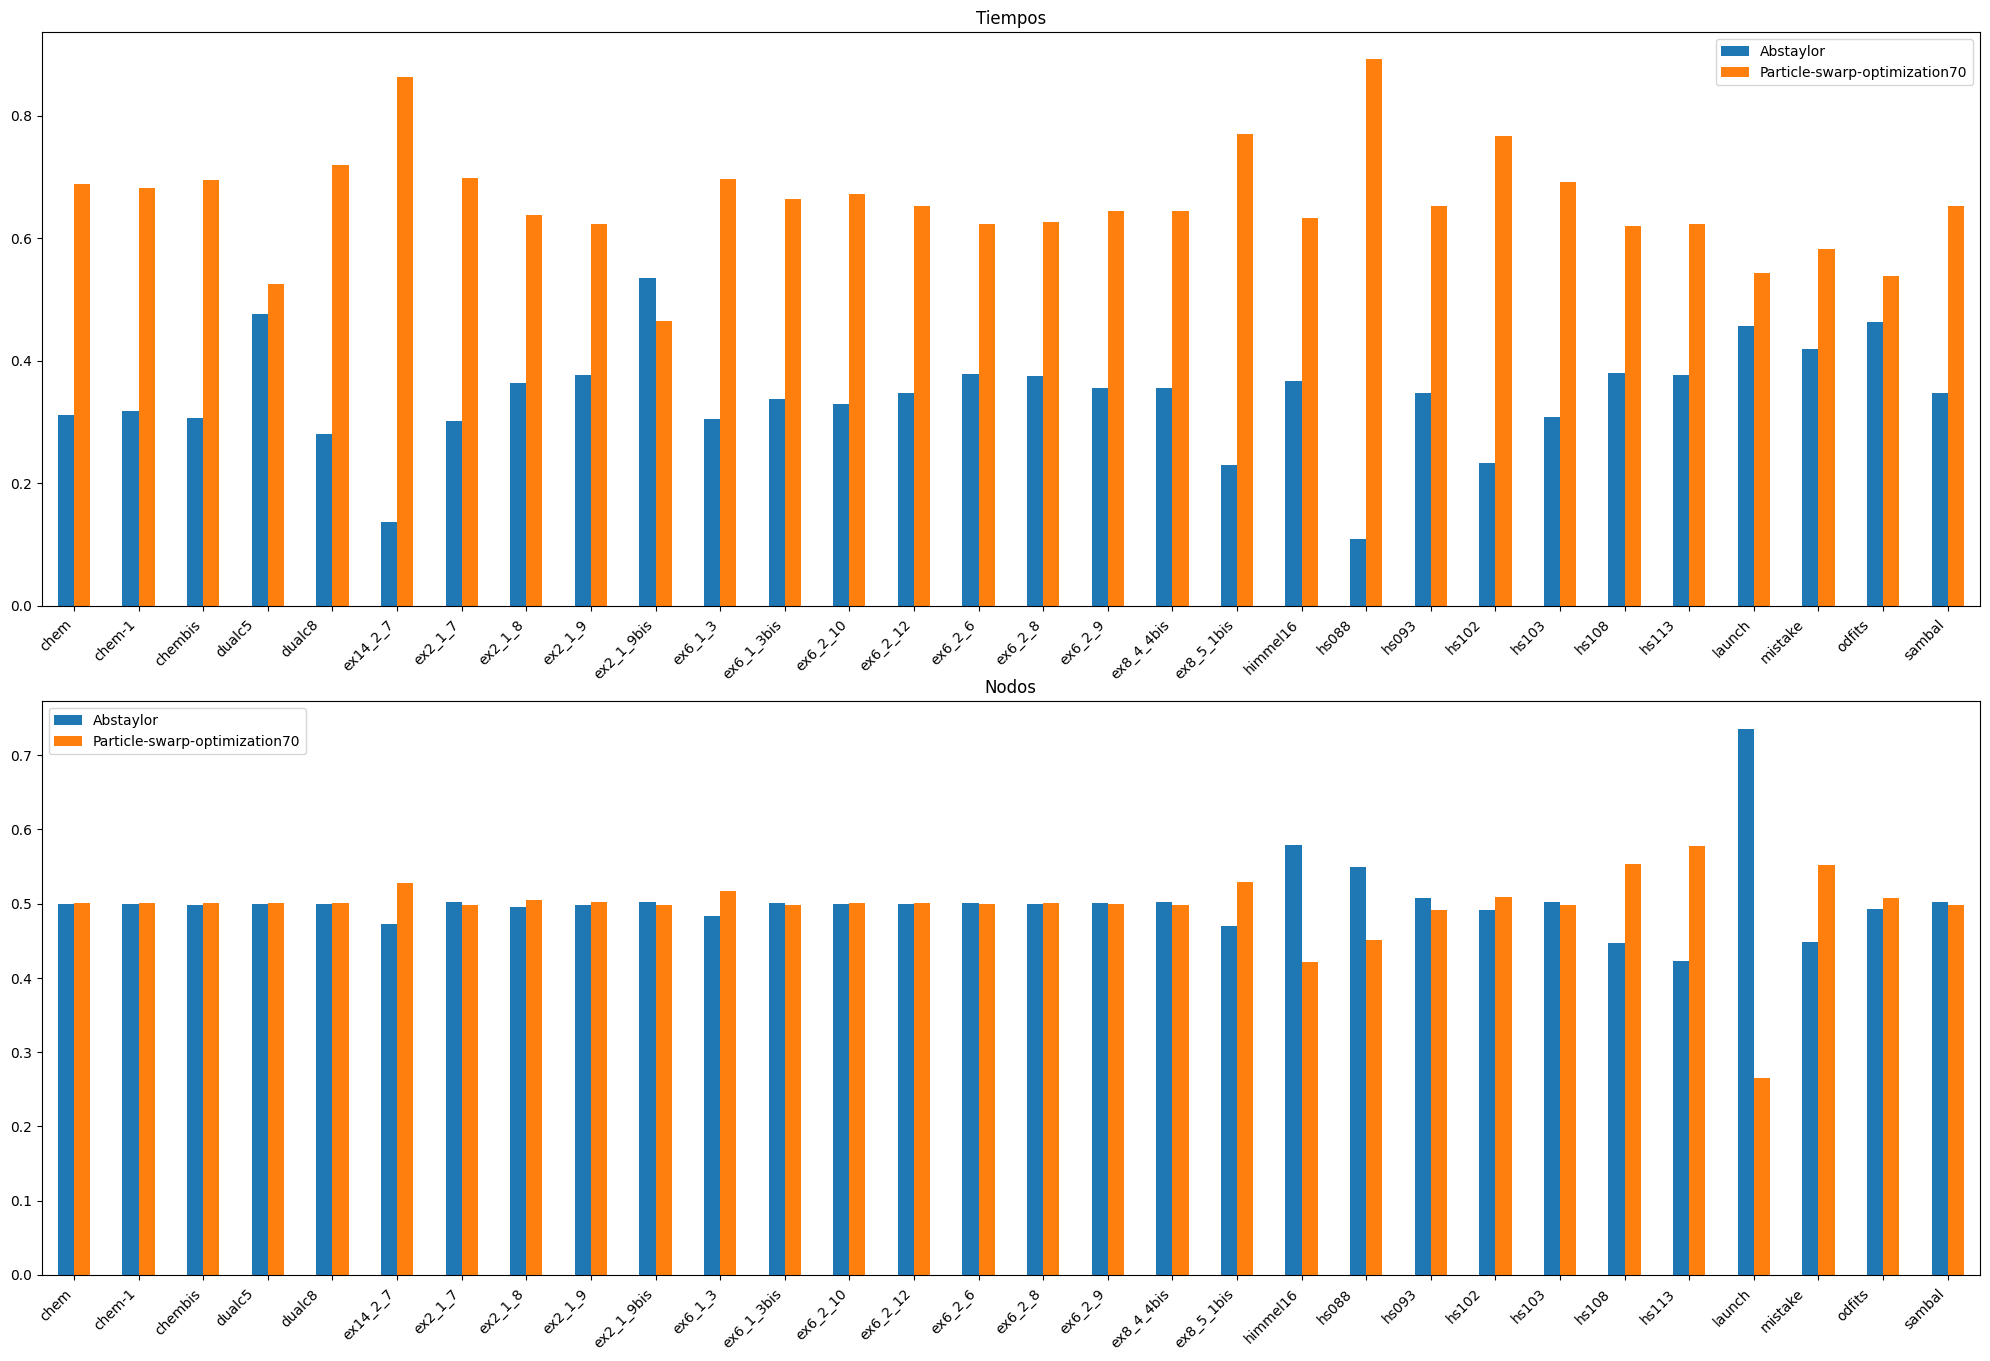 Tiempos
Abstaylor
Particle-swarp-optimization70
0.8
0.6
0.4
0.2
0.0
chem
chem-1
chembis
dualc5
dualc8
ex14_2_7
ex2_1_7
ex2_1_8
ex2_1_9
ex2_1_9bis
ex6_1_3
ex6_1_3bis
ex6_2_10
ex6_2_12
ex6_2_6
ex6_2_8
ex6_2_9
ex8_4_4bis
ex8_5_1bis
himmel16
hs088
hs093
hs102
hs103
hs108
hs113
launch
mistake
odfits
sambal
Nodos
Abstaylor
Particle-swarp-optimization70
0.7
0.6
0.5
0.4
0.3
0.2
0.1
0.0
chem
chem-1
chembis
dualc5
dualc8
ex14_2_7
ex2_1_7
ex2_1_8
ex2_1_9
ex2_1_9bis
ex6_1_3
ex6_1_3bis
ex6_2_10
ex6_2_12
ex6_2_6
ex6_2_8
ex6_2_9
ex8_4_4bis
ex8_5_1bis
himmel16
hs088
hs093
hs102
hs103
hs108
hs113
launch
mistake
odfits
sambal